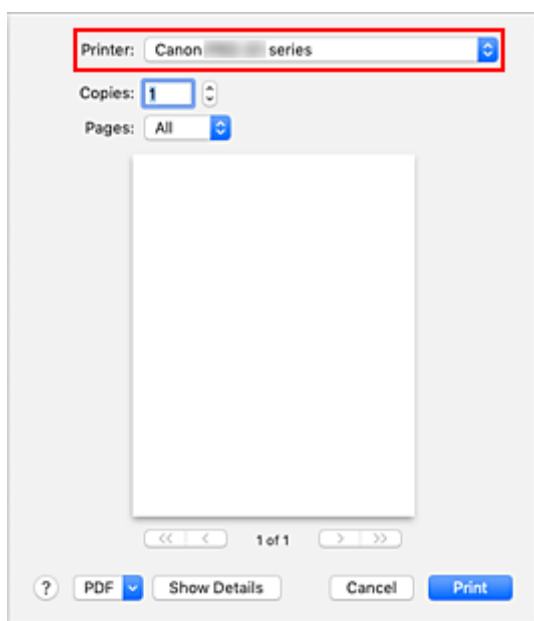 Printer: Canon series
Copies: 1
Pages: All
<< < 1 of 1 > >>
? PDF Show Details Cancel Print